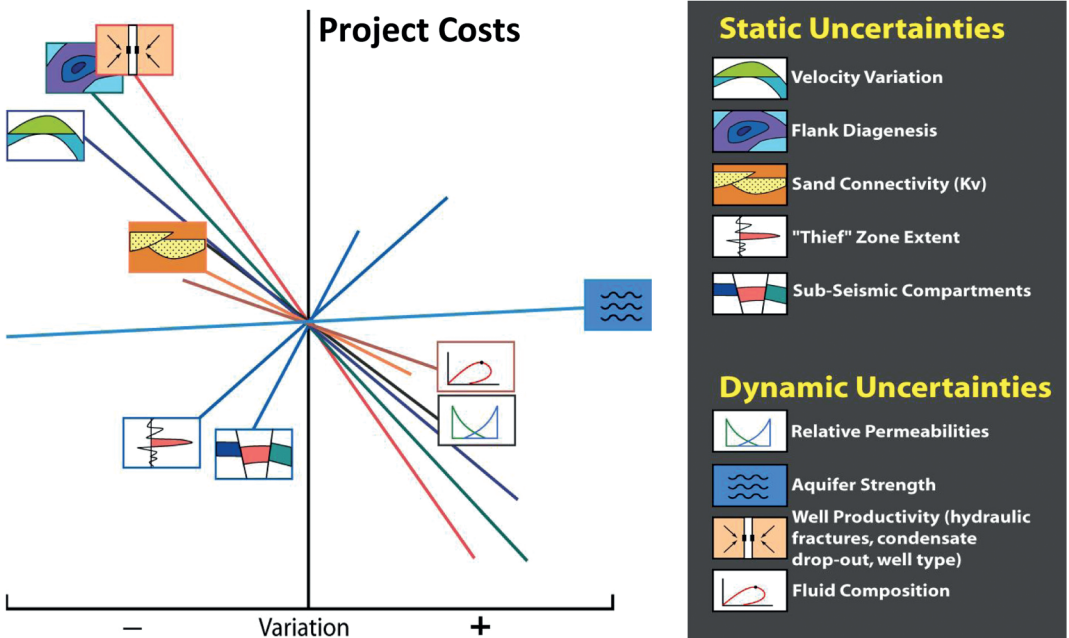 Project Costs
− Variation +
Static Uncertainties
Velocity Variation
Flank Diagenesis
Sand Connectivity (Kv)
"Thief" Zone Extent
Sub-Seismic Compartments
Dynamic Uncertainties
Relative Permeabilities
Aquifer Strength
Well Productivity (hydraulic
fractures, condensate
drop-out, well type)
Fluid Composition